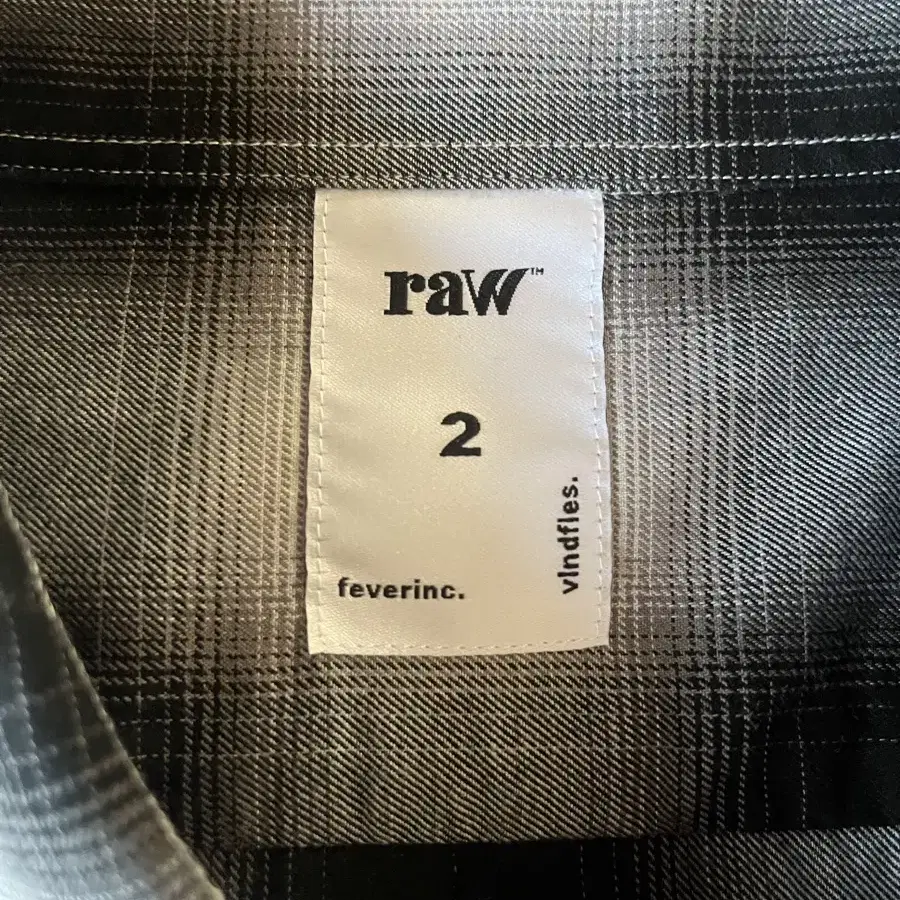 raw™
2
vlndfles.
feverinc.